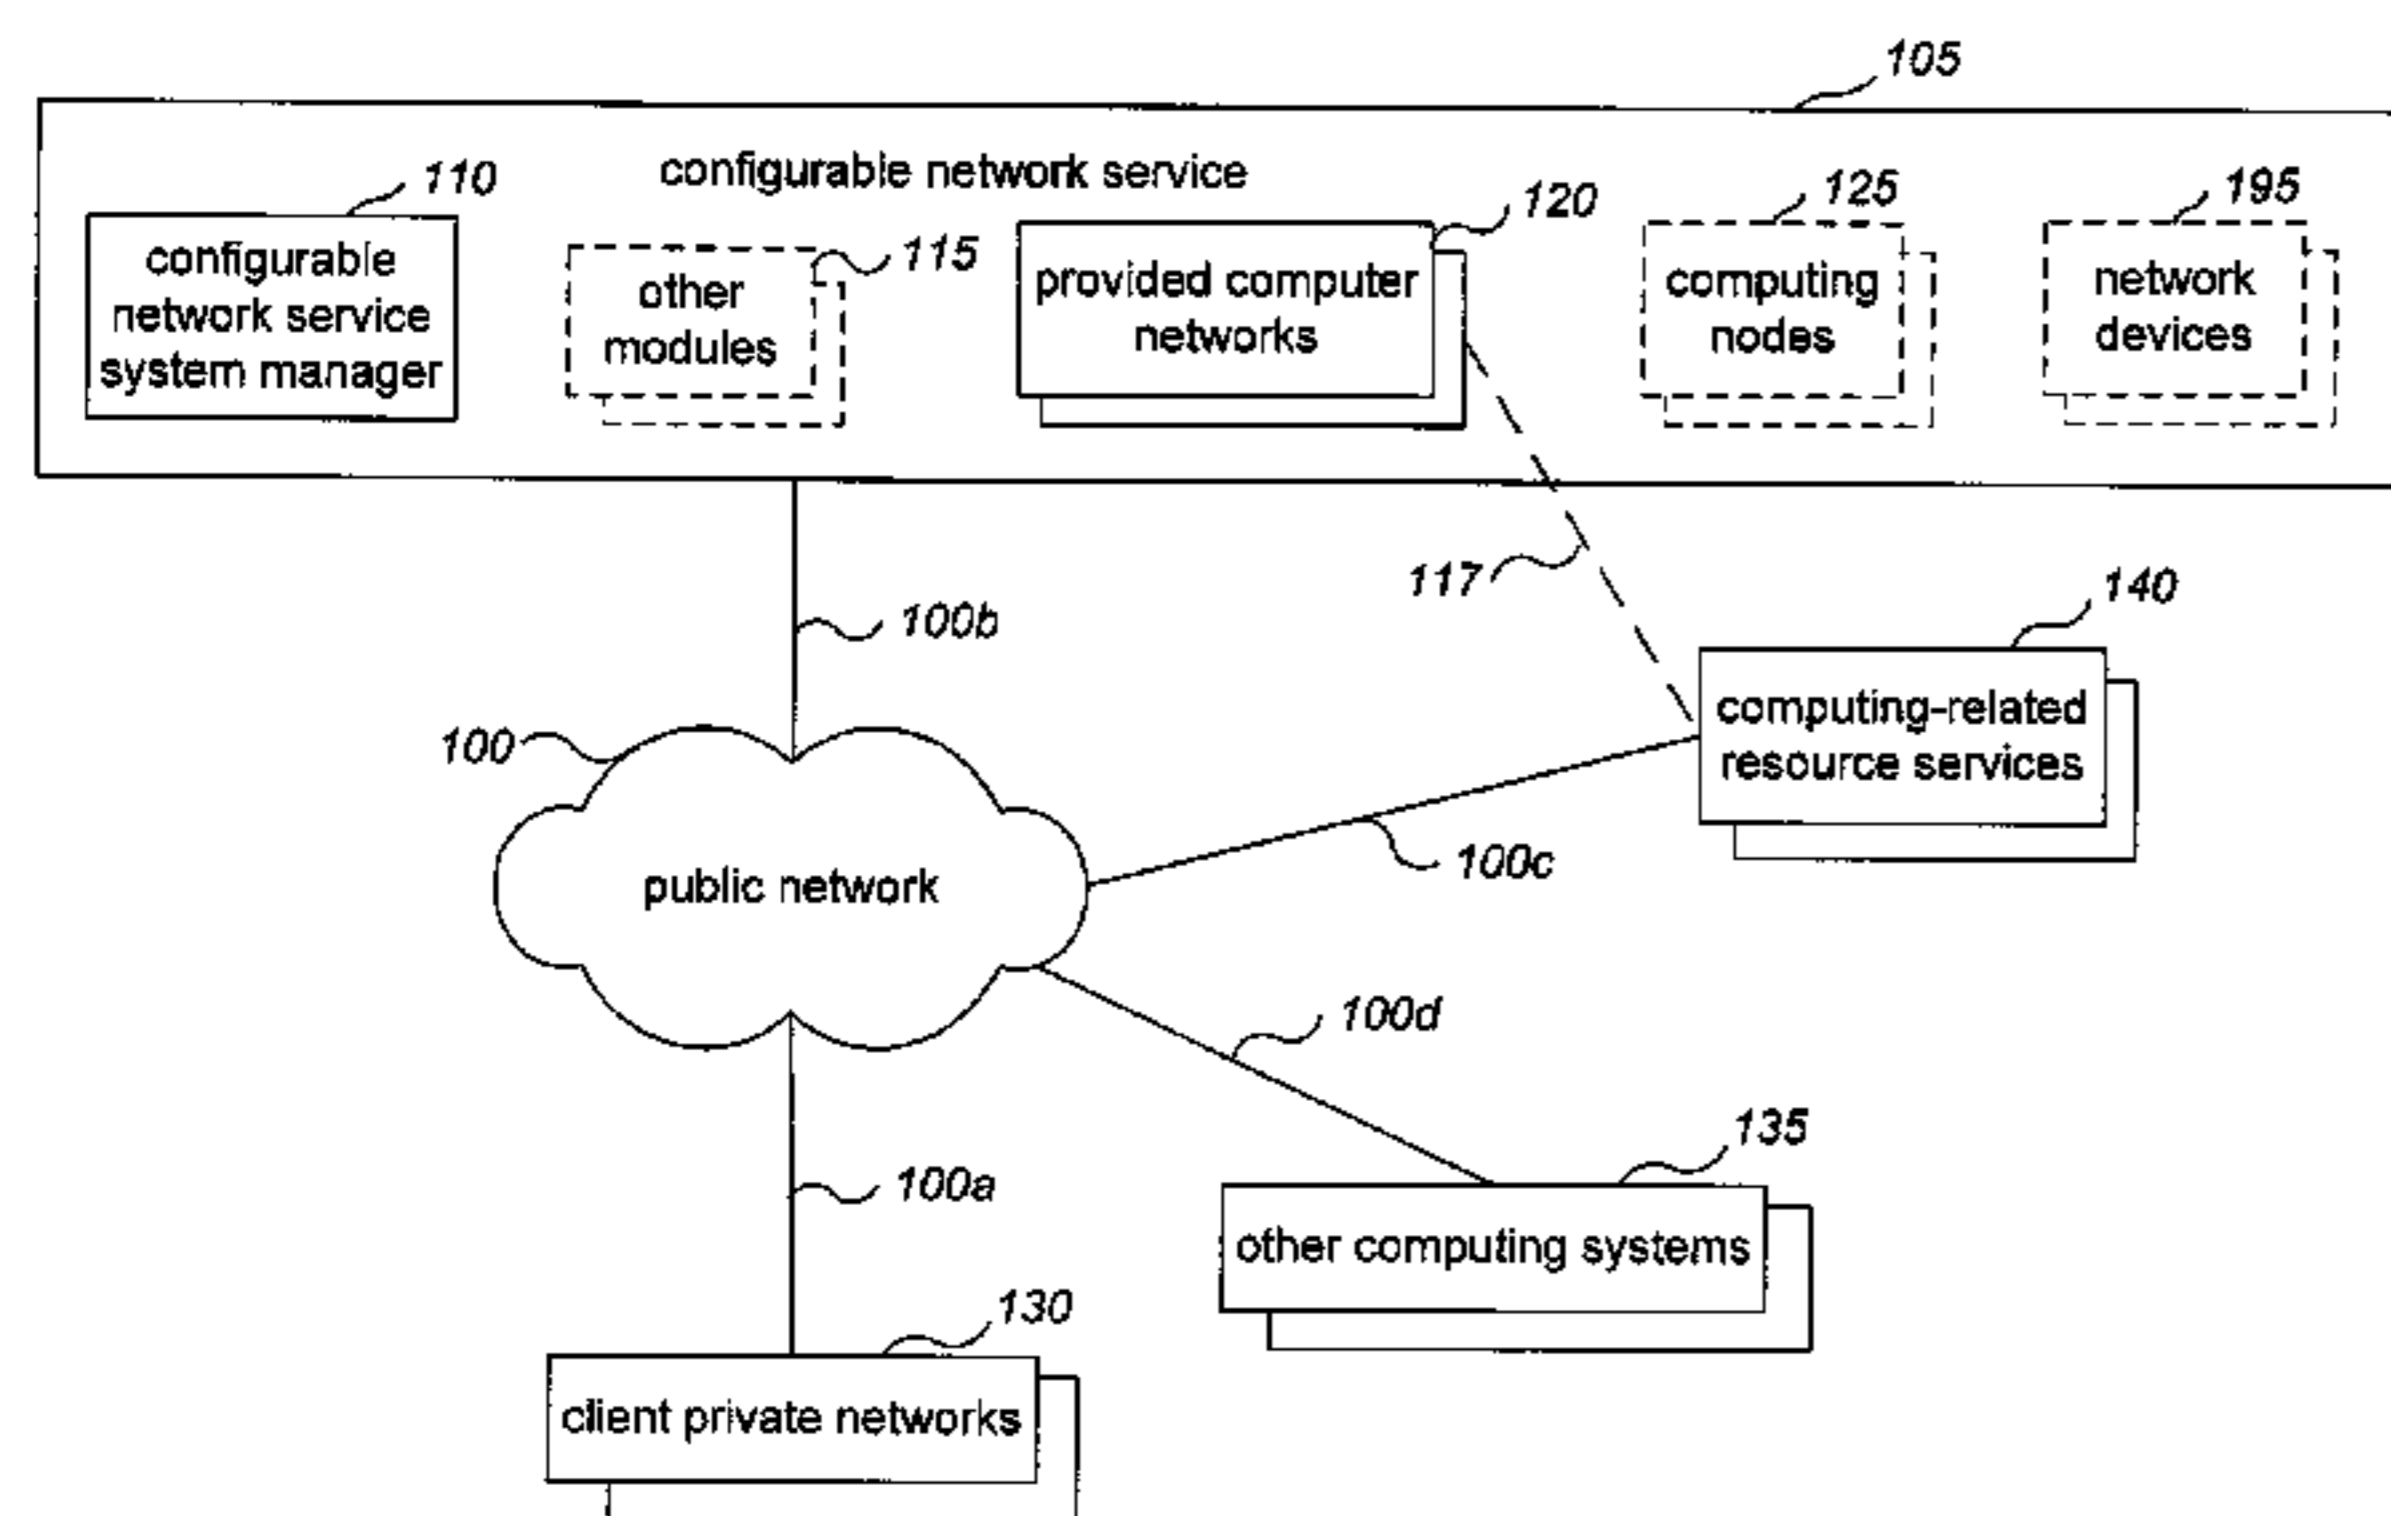 105
configurable network service
110
120
125
195
configurable
network service
system manager
115
other
modules
provided computer
networks
computing
nodes
network
devices
117
140
100b
computing-related
resource services
100
public network
100c
100d
135
100a
other computing systems
130
client private networks